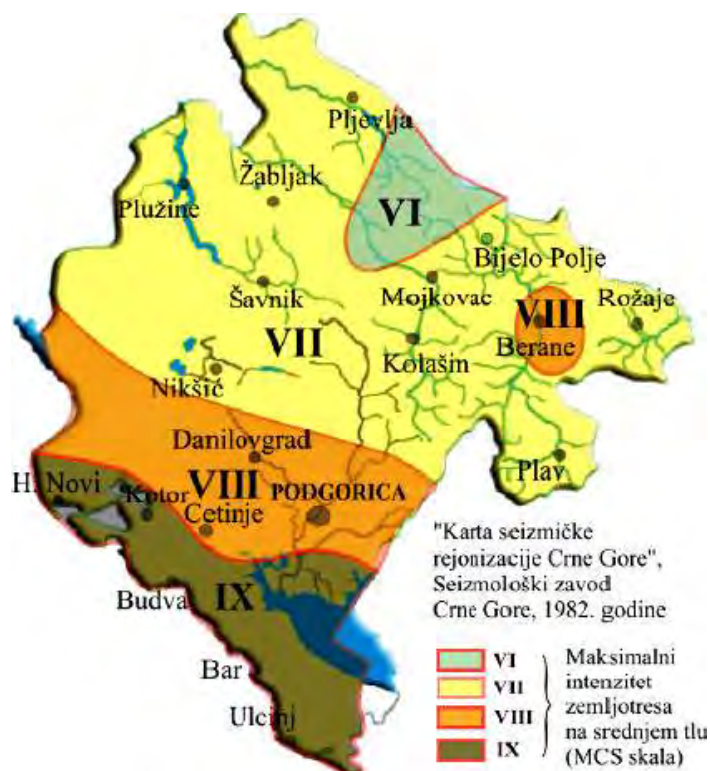 Pljevlja
Žabljak
Plužine
VI
Bijelo Polje
Šavnik
Mojkovac
VIII
Rožaje
VII
Berane
Kolašin
Nikšić
Danilovgrad
Plav
H. Novi
Kotor
VIII
PODGORICA
Cetinje
"Karta seizmičke
rejonizacije Crne Gore",
Seizmološki zavod
Crne Gore, 1982. godine
Budva
IX
Bar
Ulcinj
VI
VII
VIII
IX
Maksimalni
intenzitet
zemljotresa
na srednjem tlu
(MCS skala)